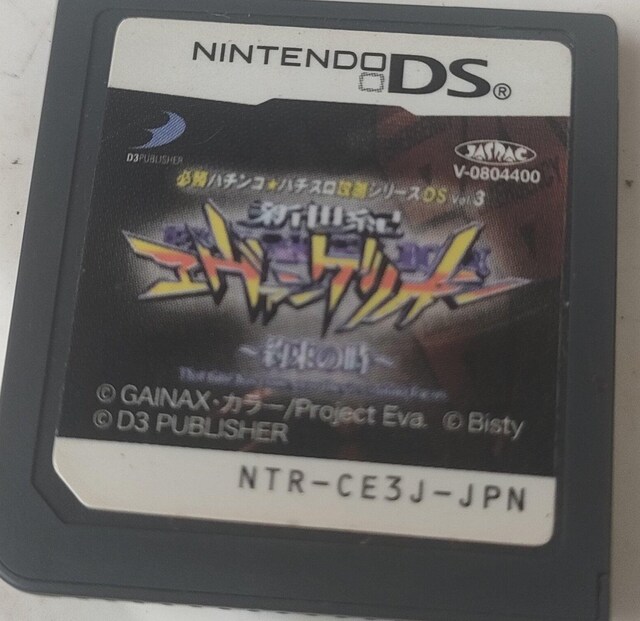 NINTENDO DS®
D3PUBLISHER
JASRAC
V-0804400
必勝パチンコ★パチスロ攻略シリーズDS Vol.3
新世紀
エヴァンゲリオン
～約束の時～
© GAINAX・カラー/Project Eva. © Bisty
© D3 PUBLISHER
NTR-CE3J-JPN